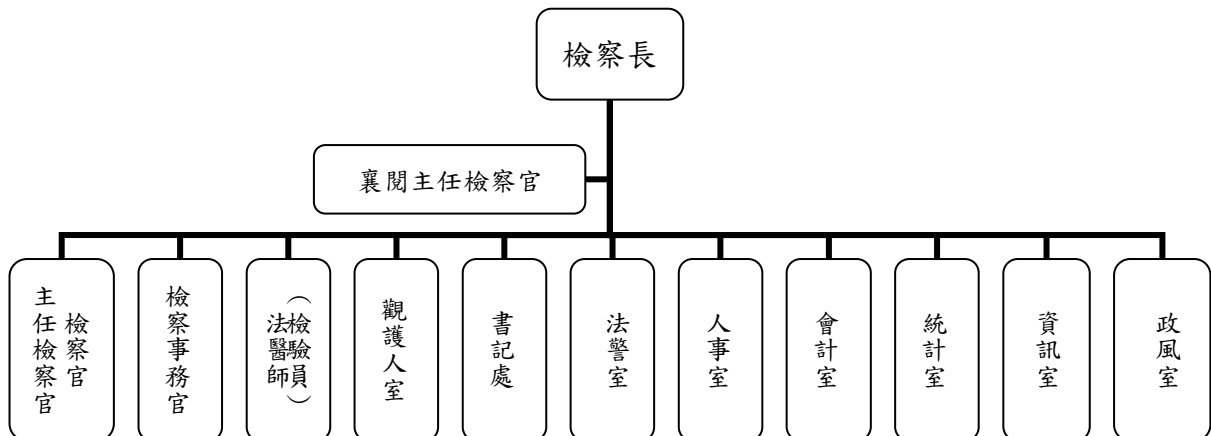 檢察長
襄閱主任檢察官
主任檢察官
檢察官
檢察事務官
法醫師
（檢驗員）
觀護人室
書記處
法警室
人事室
會計室
統計室
資訊室
政風室